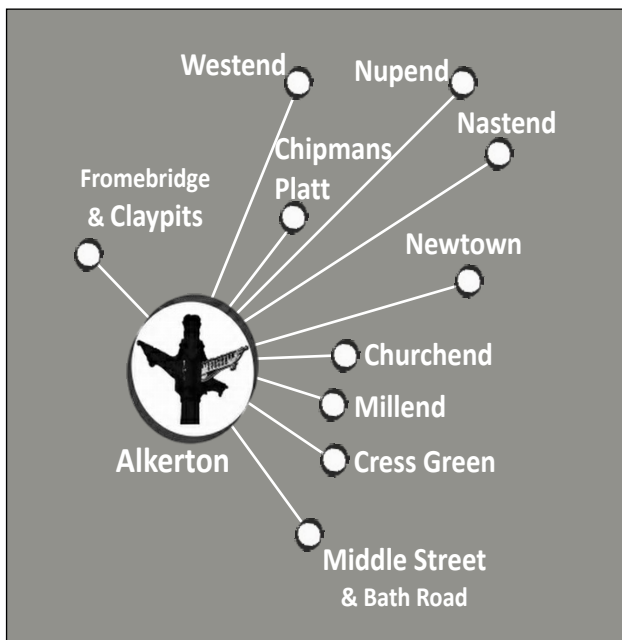 Westend
Nupend
Nastend
Chipmans
Platt
Fromebridge
& Claypits
Newtown
Churchend
Millend
Alkerton
Cress Green
Middle Street
& Bath Road